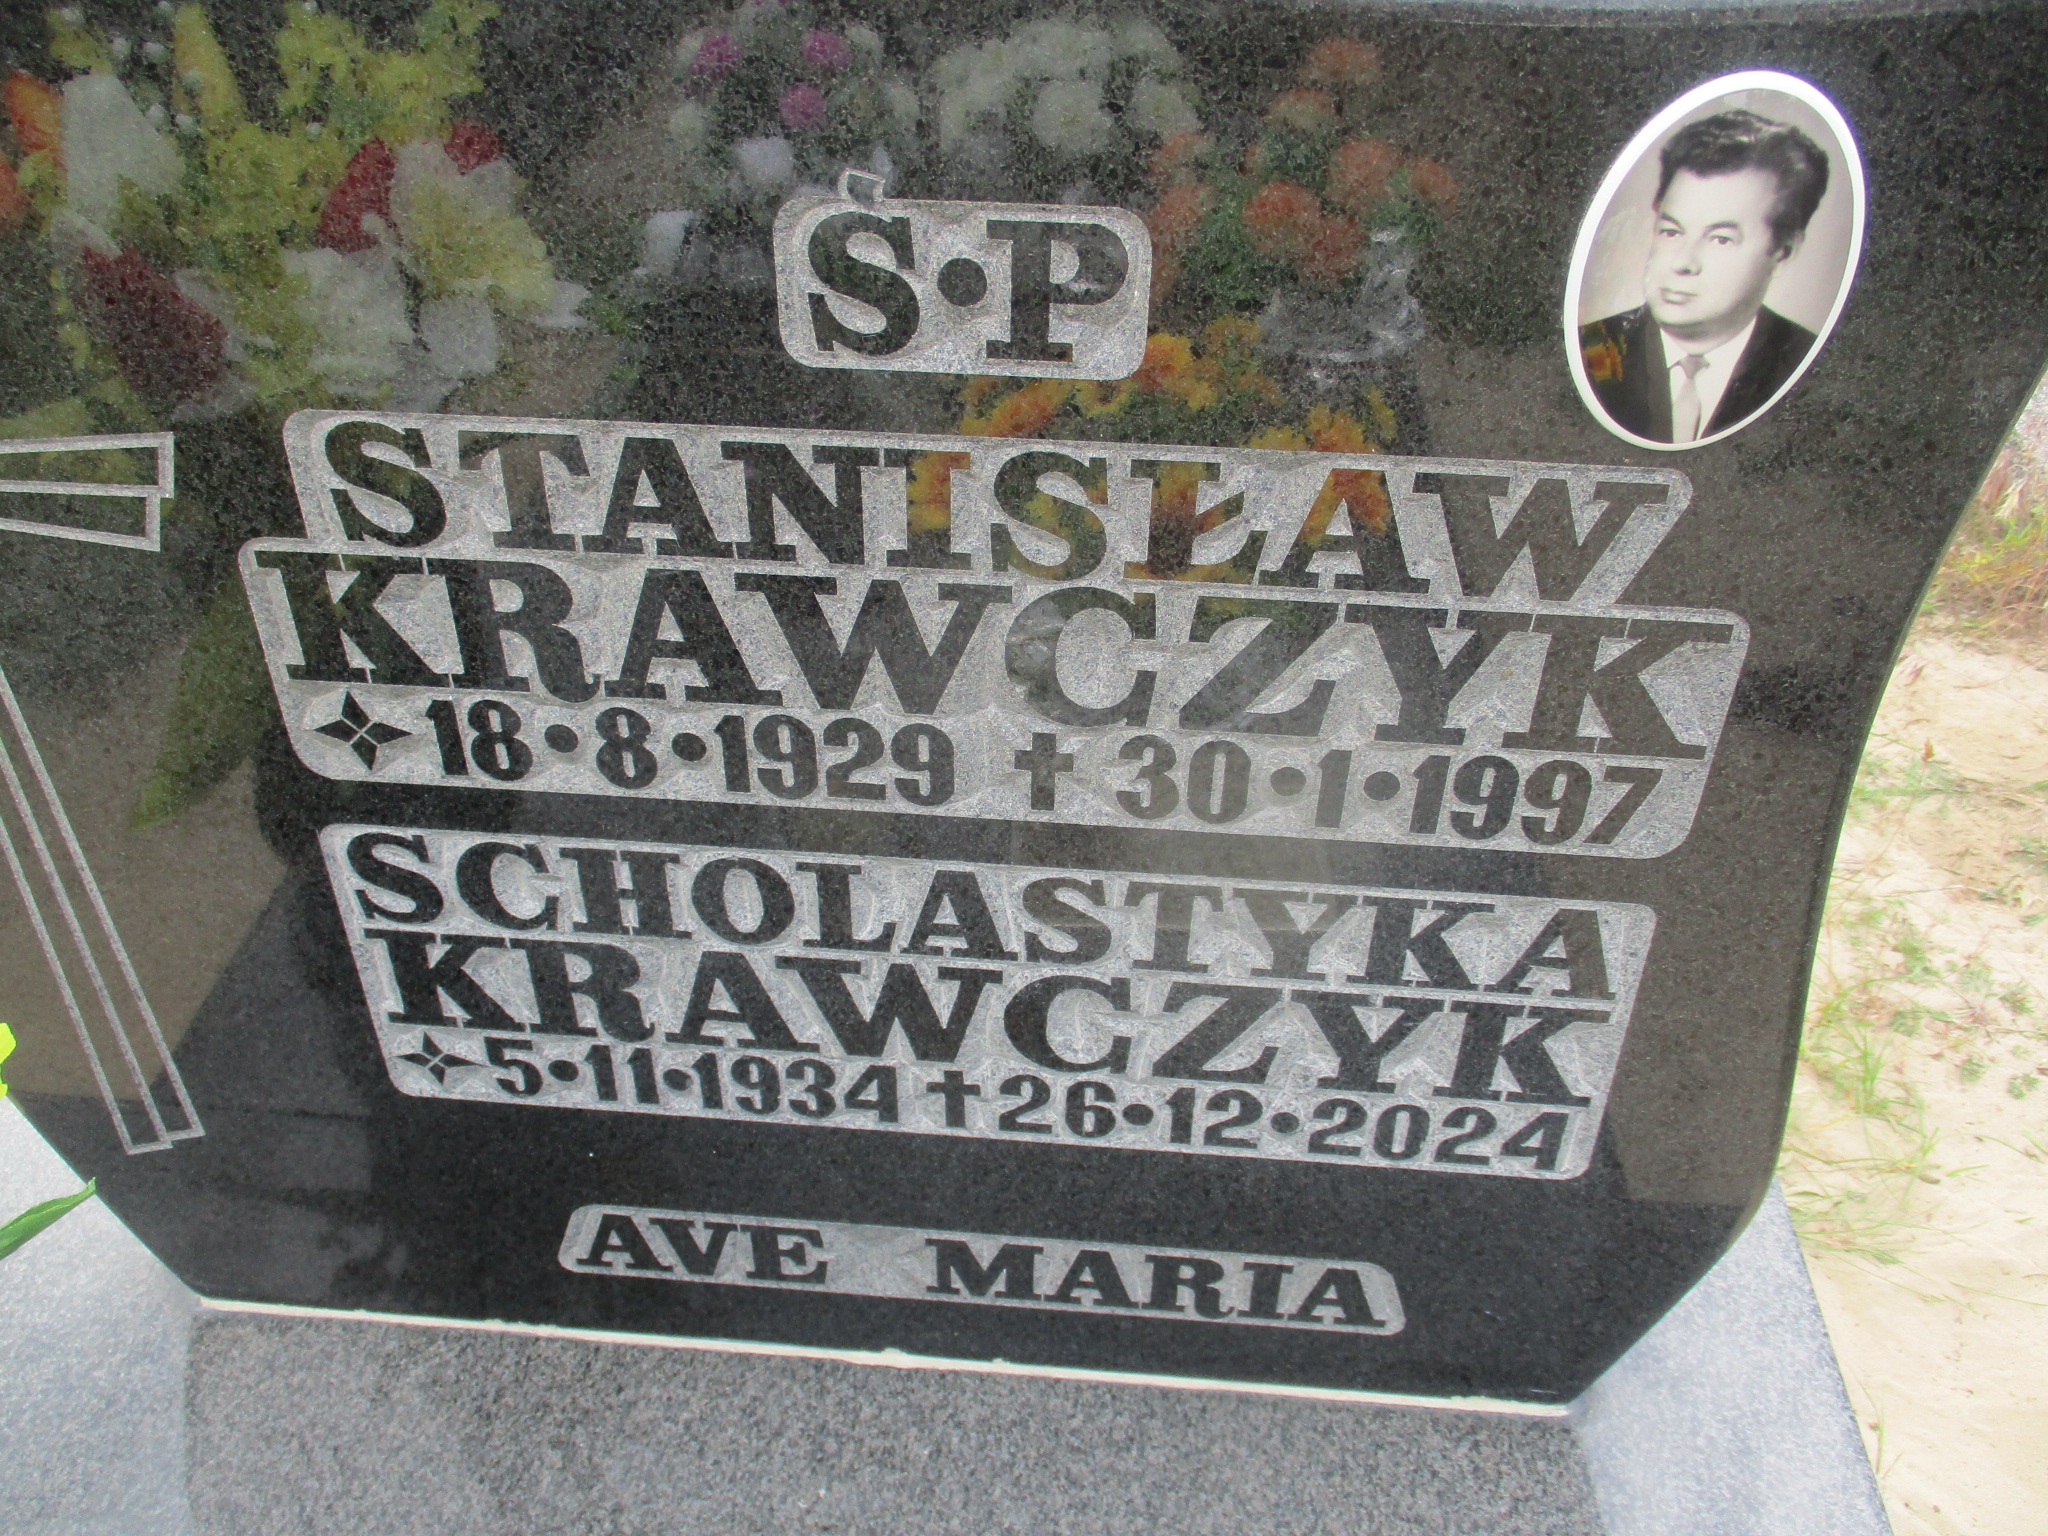 Ś•P
STANISŁAW
KRAWCZYK
18•8•1929 ✝ 30•1•1997
SCHOLASTYKA
KRAWCZYK
5•11•1934 ✝ 26•12•2024
AVE MARIA